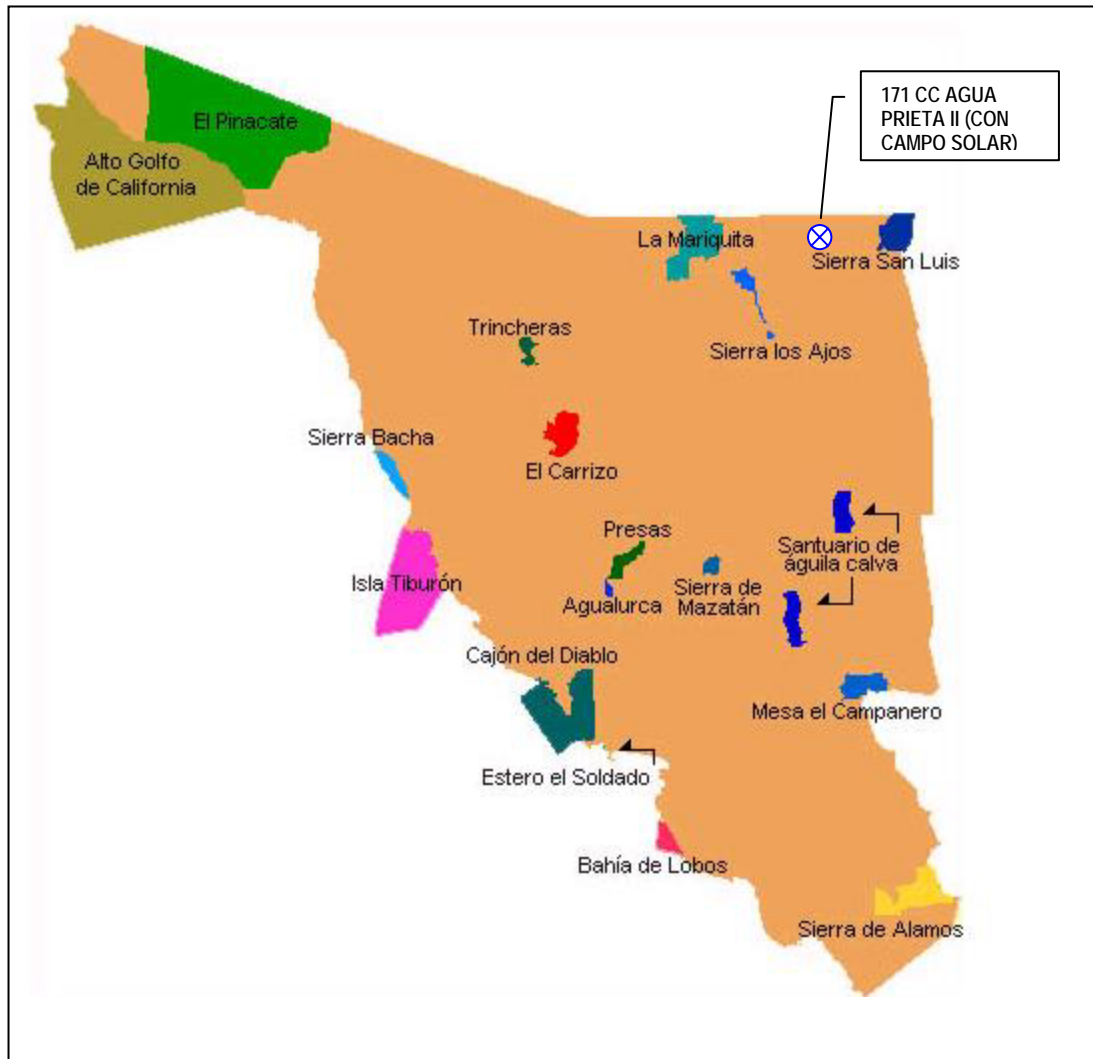 171 CC AGUA
PRIETA II (CON
CAMPO SOLAR)
El Pinacate
Alto Golfo
de California
La Mariquita
Sierra San Luis
Sierra los Ajos
Trincheras
Sierra Bacha
El Carrizo
Presas
Santuario de
águila calva
Isla Tiburón
Agualurca
Sierra de
Mazatán
Cajón del Diablo
Mesa el Campanero
Estero el Soldado
Bahía de Lobos
Sierra de Alamos